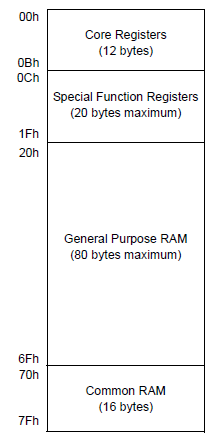 00h
Core Registers
(12 bytes)
0Bh
0Ch
Special Function Registers
(20 bytes maximum)
1Fh
20h
General Purpose RAM
(80 bytes maximum)
6Fh
70h
Common RAM
(16 bytes)
7Fh